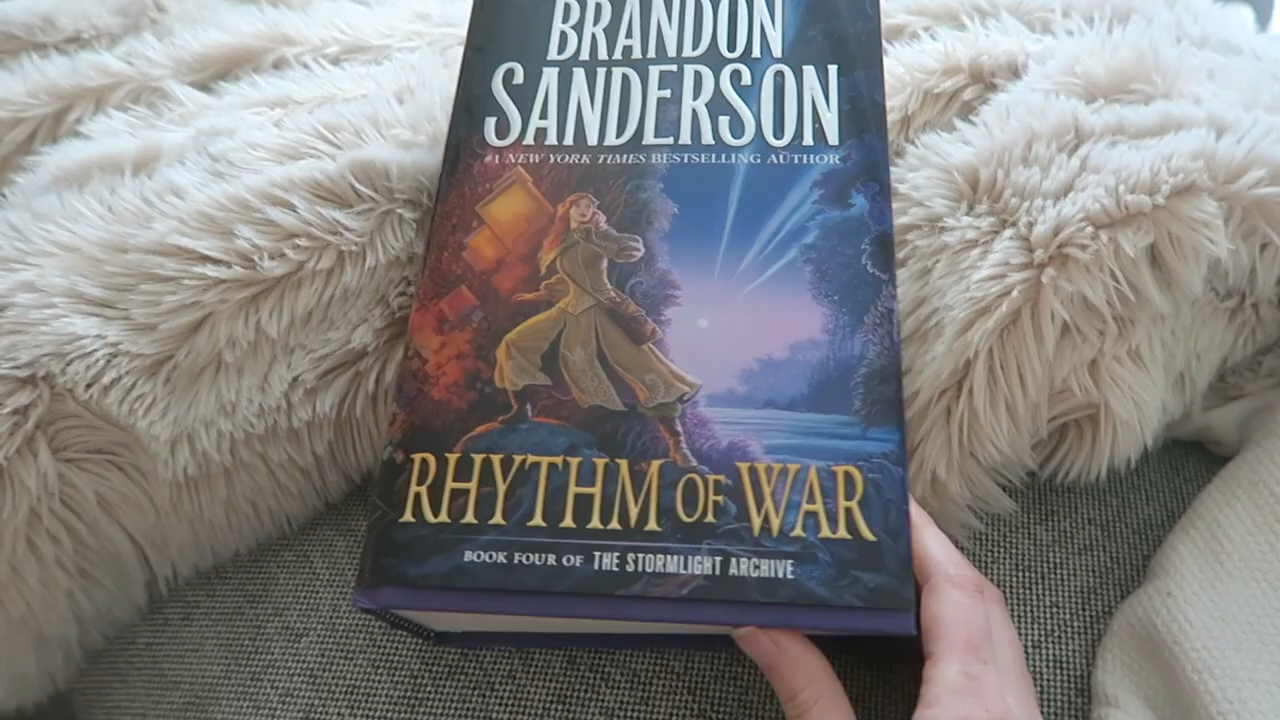 BRANDON
SANDERSON
#1 NEW YORK TIMES BESTSELLING AUTHOR
RHYTHM OF WAR
BOOK FOUR OF THE STORMLIGHT ARCHIVE